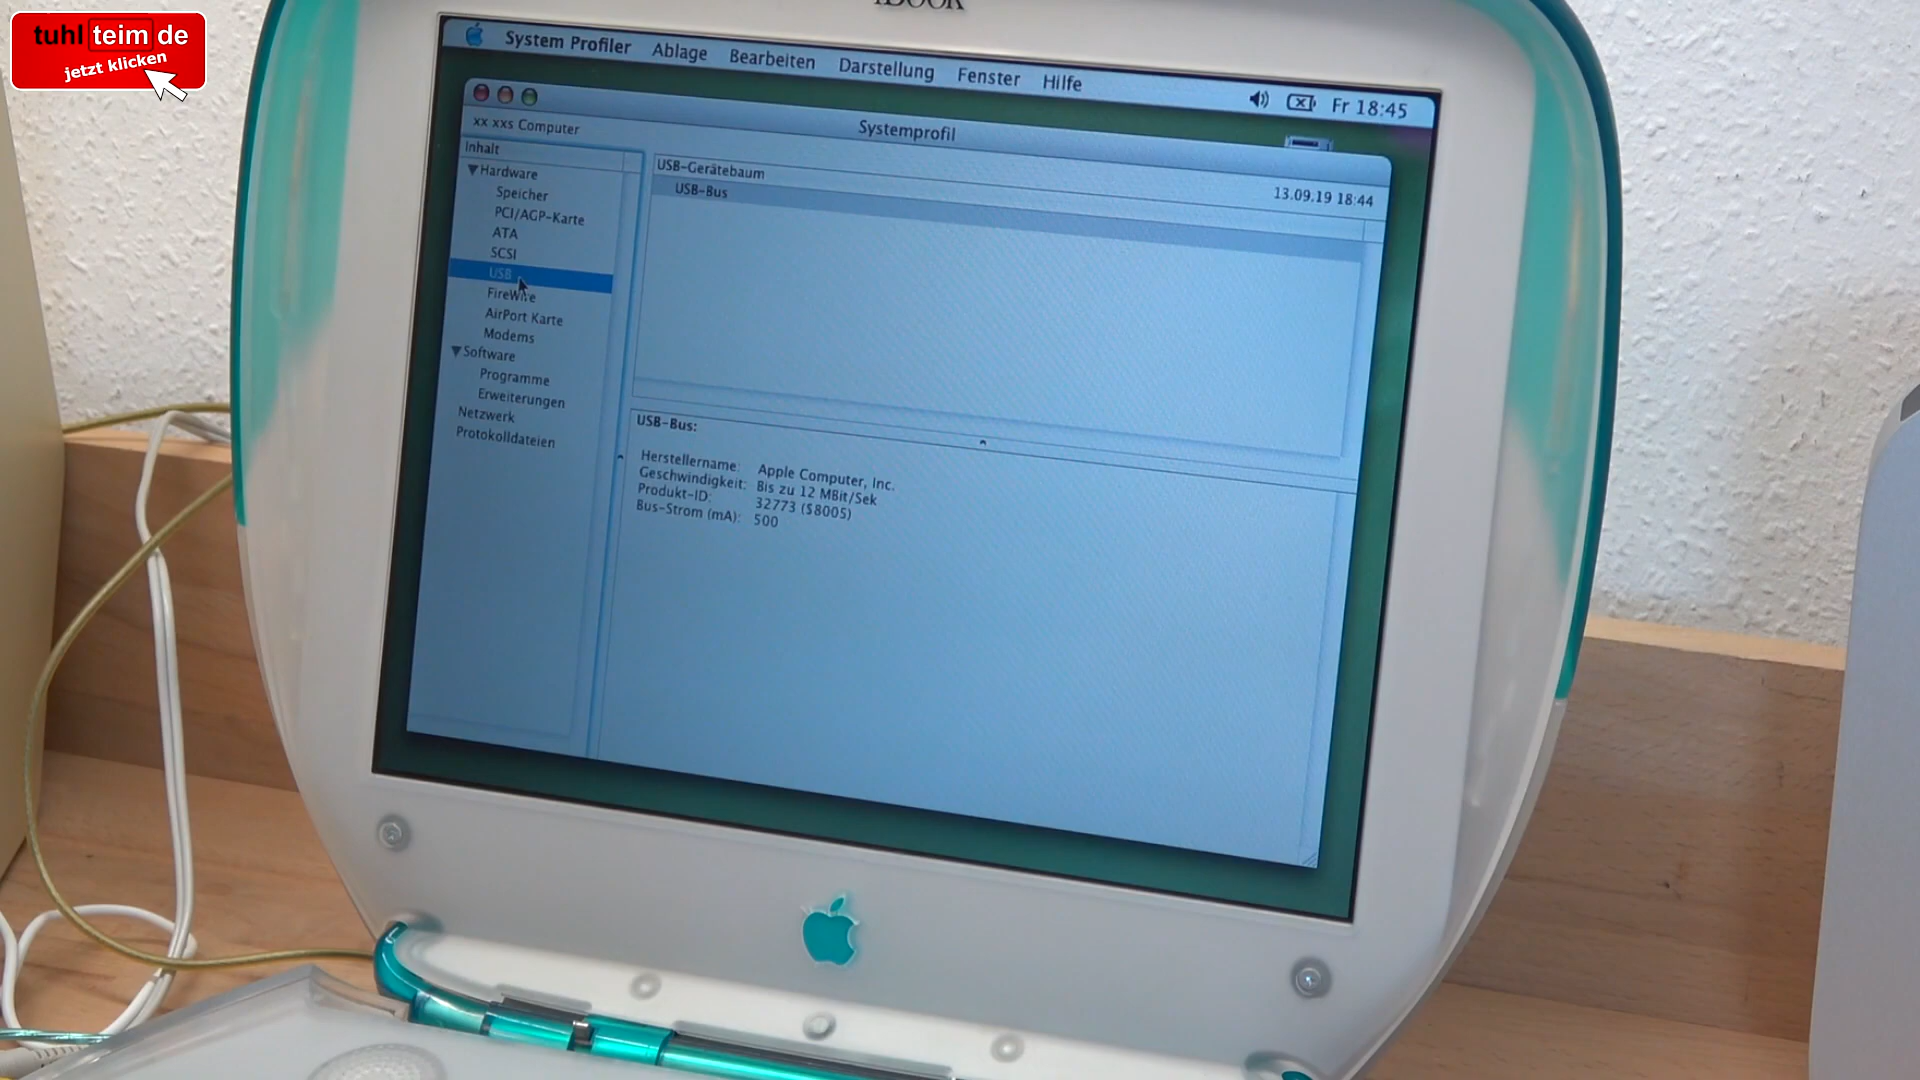 tuhl teim de
jetzt klicken
iBook
System Profiler Ablage Bearbeiten Darstellung Fenster Hilfe Fr 18:45
Systemprofil
xx xxs Computer
13.09.19 18:44
Inhalt
Hardware
Speicher
PCI/AGP-Karte
ATA
SCSI
USB
FireWire
AirPort Karte
Modems
Software
Programme
Erweiterungen
Netzwerk
Protokolldateien
USB-Gerätebaum
USB-Bus
USB-Bus:
Herstellername: Apple Computer, Inc.
Geschwindigkeit: Bis zu 12 MBit/Sek
Produkt-ID: 32773 ($8005)
Bus-Strom (mA): 500